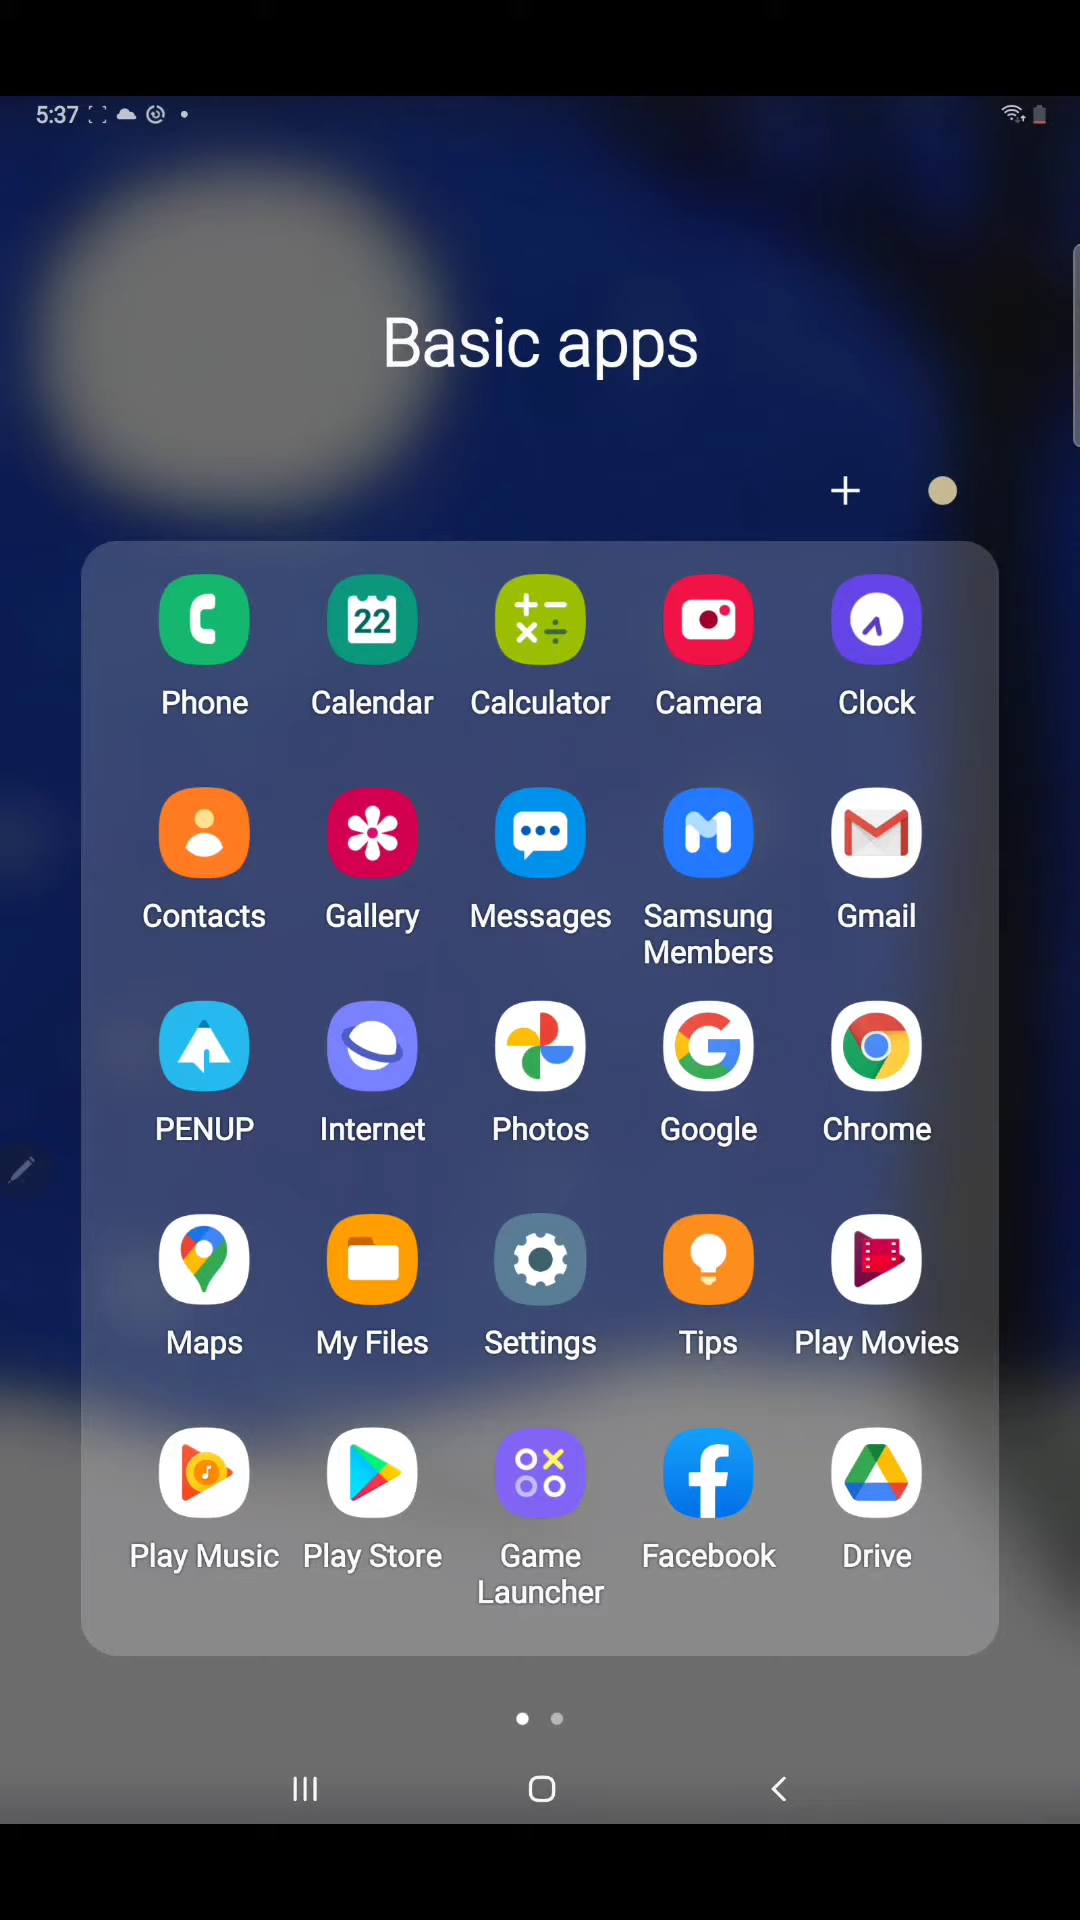 5:37
Basic apps
22
Phone Calendar Calculator Camera Clock
Contacts Gallery Messages Samsung Members Gmail
PENUP Internet Photos Google Chrome
Maps My Files Settings Tips Play Movies
Play Music Play Store Game Launcher Facebook Drive